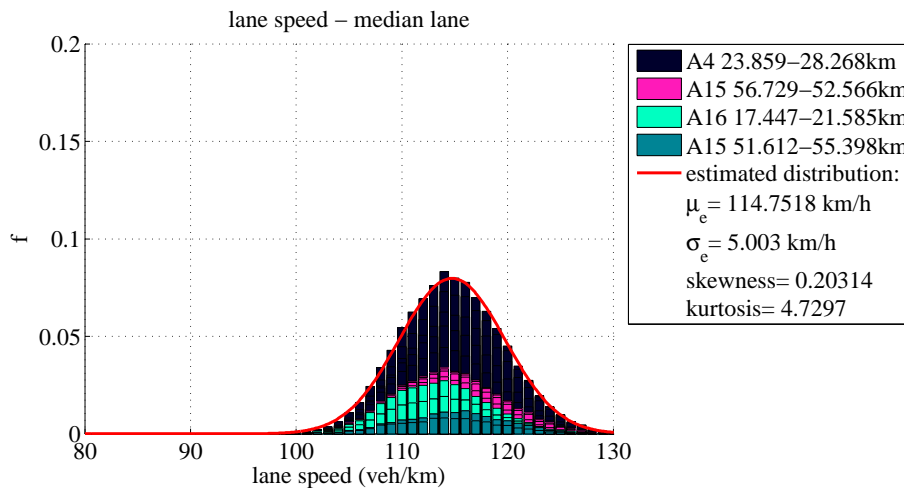 lane speed – median lane
0.2
0.15
0.1
0.05
0
f
80 90 100 110 120 130
lane speed (veh/km)
A4 23.859–28.268km
A15 56.729–52.566km
A16 17.447–21.585km
A15 51.612–55.398km
estimated distribution:
μe= 114.7518 km/h
σe= 5.003 km/h
skewness= 0.20314
kurtosis= 4.7297